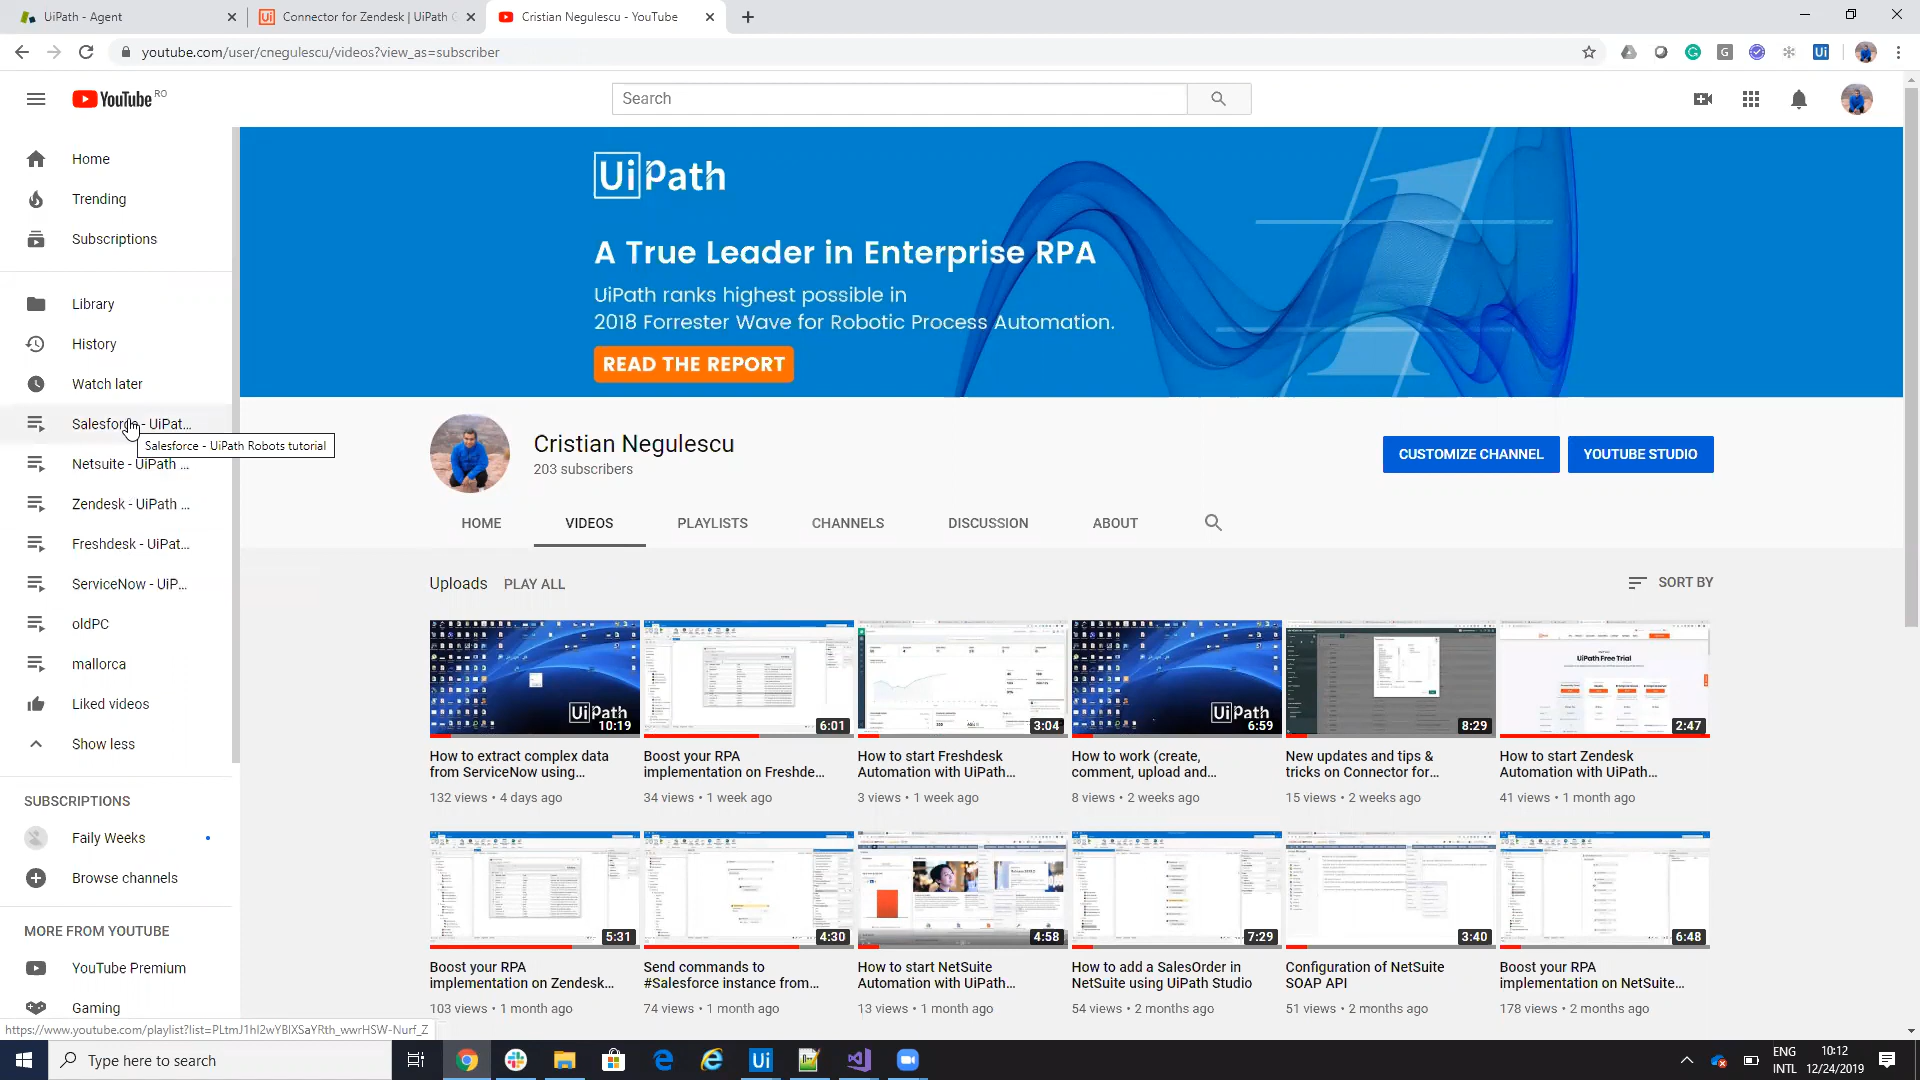 UiPath - Agent
Connector for Zendesk | UiPath G
Cristian Negulescu - YouTube
youtube.com/user/cnegulescu/videos?view_as=subscriber
YouTube RO
Search
Home
Trending
Subscriptions
Library
History
Watch later
Salesforce - UiPat...
Salesforce - UiPath Robots tutorial
Netsuite - UiPath ...
Zendesk - UiPath ...
Freshdesk - UiPat...
ServiceNow - UiP...
oldPC
mallorca
Liked videos
Show less
SUBSCRIPTIONS
Faily Weeks
Browse channels
MORE FROM YOUTUBE
YouTube Premium
Gaming
UiPath
A True Leader in Enterprise RPA
UiPath ranks highest possible in
2018 Forrester Wave for Robotic Process Automation.
READ THE REPORT
Cristian Negulescu
203 subscribers
CUSTOMIZE CHANNEL
YOUTUBE STUDIO
HOME VIDEOS PLAYLISTS CHANNELS DISCUSSION ABOUT
Uploads PLAY ALL
SORT BY
UiPath
10:19
6:01
3:04
UiPath
6:59
8:29
UiPath Free Trial
2:47
How to extract complex data
from ServiceNow using...
132 views • 4 days ago
Boost your RPA
implementation on Freshde...
34 views • 1 week ago
How to start Freshdesk
Automation with UiPath...
3 views • 1 week ago
How to work (create,
comment, upload and...
8 views • 2 weeks ago
New updates and tips &
tricks on Connector for...
15 views • 2 weeks ago
How to start Zendesk
Automation with UiPath...
41 views • 1 month ago
5:31
4:30
4:58
7:29
3:40
6:48
Boost your RPA
implementation on Zendesk...
103 views • 1 month ago
Send commands to
#Salesforce instance from...
74 views • 1 month ago
How to start NetSuite
Automation with UiPath...
13 views • 1 month ago
How to add a SalesOrder in
NetSuite using UiPath Studio
54 views • 2 months ago
Configuration of NetSuite
SOAP API
51 views • 2 months ago
Boost your RPA
implementation on NetSuite...
178 views • 2 months ago
https://www.youtube.com/playlist?list=PLtmJ1hl2wYBlXSaYRth_wwrHSW-Nurf_Z
Type here to search
Ui
ENG
INTL
10:12
12/24/2019